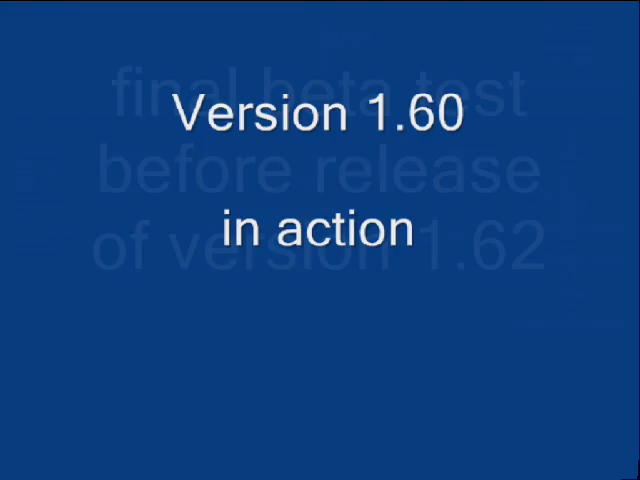 final beta test
Version 1.60
before release
in action
of version 1.62